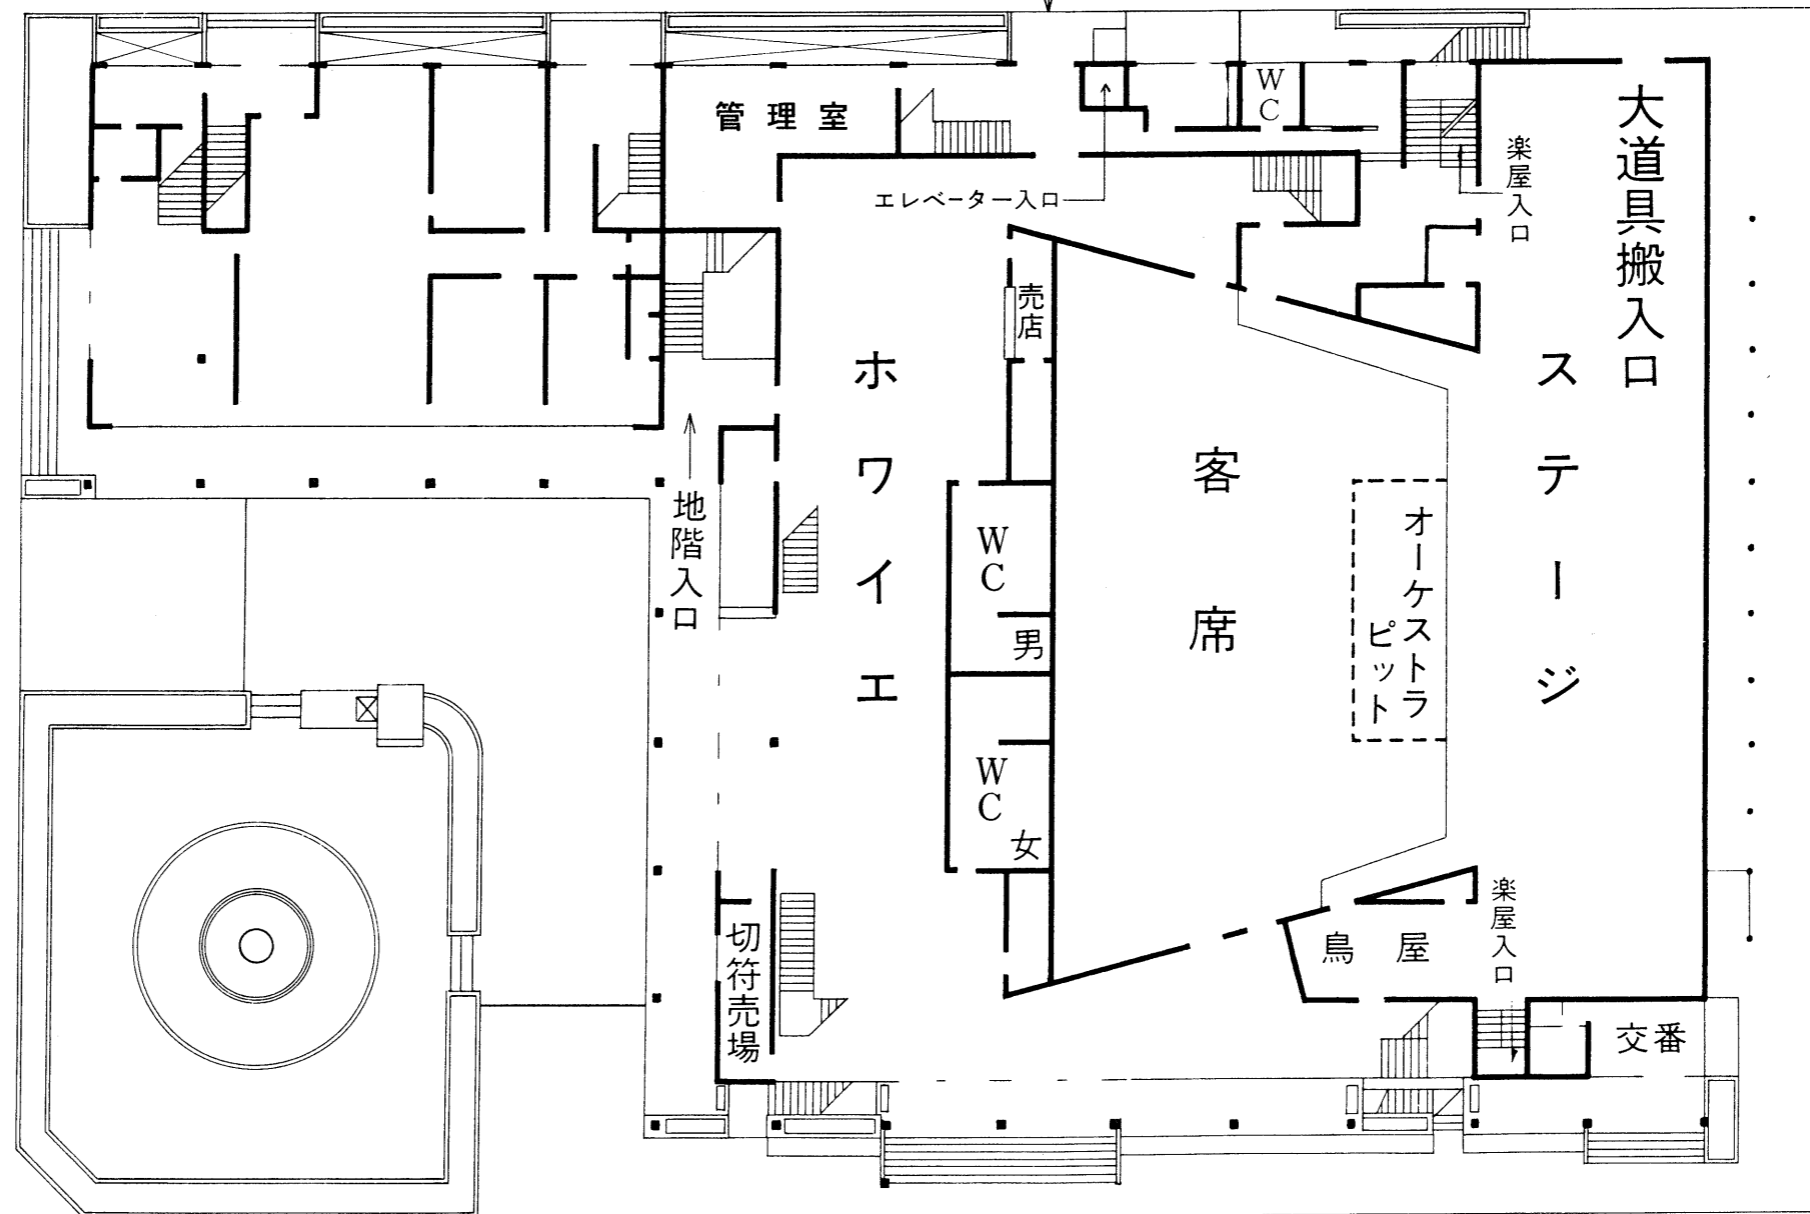 管理室
WC
楽屋入口
大道具搬入口
エレベーター入口
売店
ホワイエ
客席
ステージ
オーケストラ
ピット
地階入口
WC
男
WC
女
切符売場
鳥屋
楽屋入口
交番